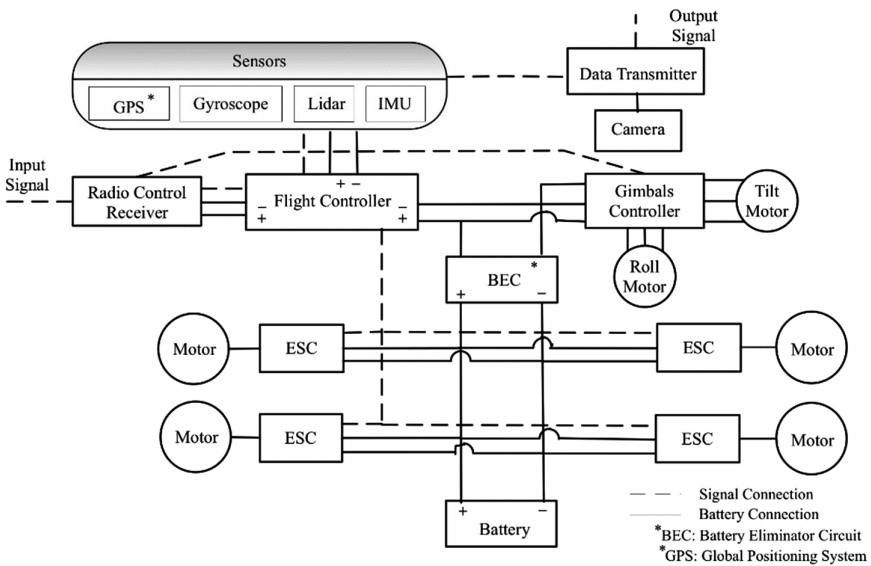 Output
Signal
Sensors
GPS*
Gyroscope
Lidar
IMU
Data Transmitter
Camera
Input
Signal
Radio Control
Receiver
−
+
+ −
Flight Controller
−
+
−
+
Gimbals
Controller
Tilt
Motor
Roll
Motor
BEC *
+ −
Motor
ESC
ESC
Motor
Motor
ESC
ESC
Motor
+ −
Battery
Signal Connection
Battery Connection
*BEC: Battery Eliminator Circuit
*GPS: Global Positioning System